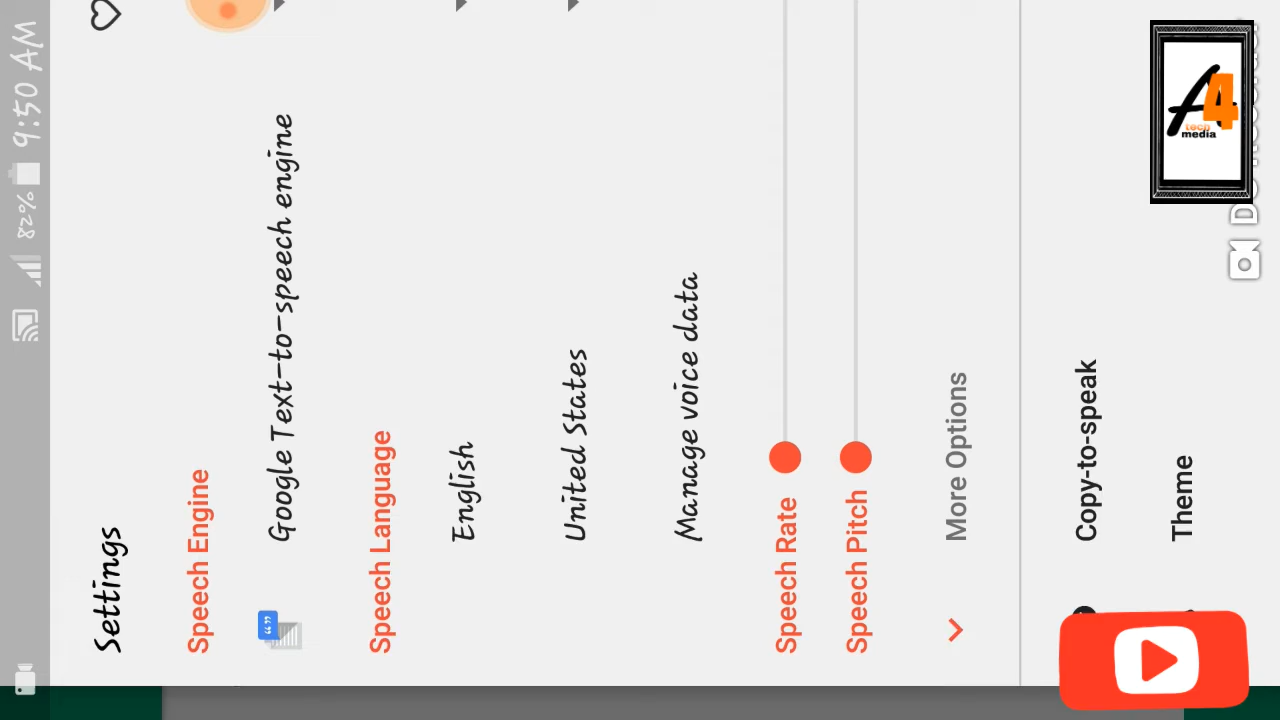 82% 9:50 AM
Settings
Speech Engine
Google Text-to-speech engine
Speech Language
English
United States
Manage voice data
Speech Rate
Speech Pitch
More Options
Copy-to-speak
Theme
A4
tech
media